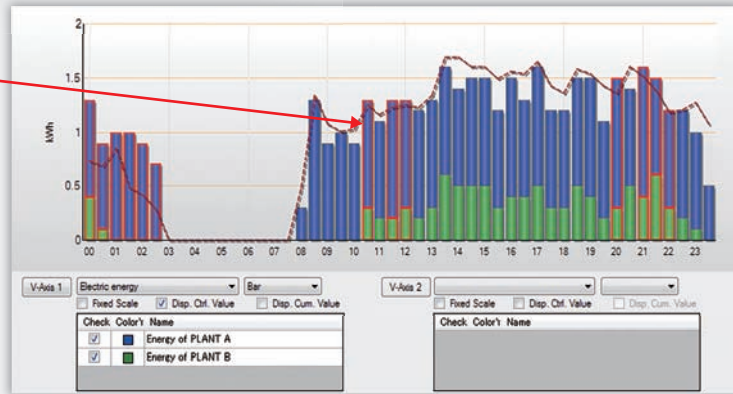 2
1.5
1
0.5
0
kWh
00 01 02 03 04 05 06 07 08 09 10 11 12 13 14 15 16 17 18 19 20 21 22 23
V-Axis 1 Electric energy Bar V-Axis 2
Fixed Scale Disp. Ctrl. Value Disp. Cum. Value Fixed Scale Disp. Ctrl. Value Disp. Cum. Value
Check Color'r Name Check Color'r Name
Energy of PLANT A
Energy of PLANT B